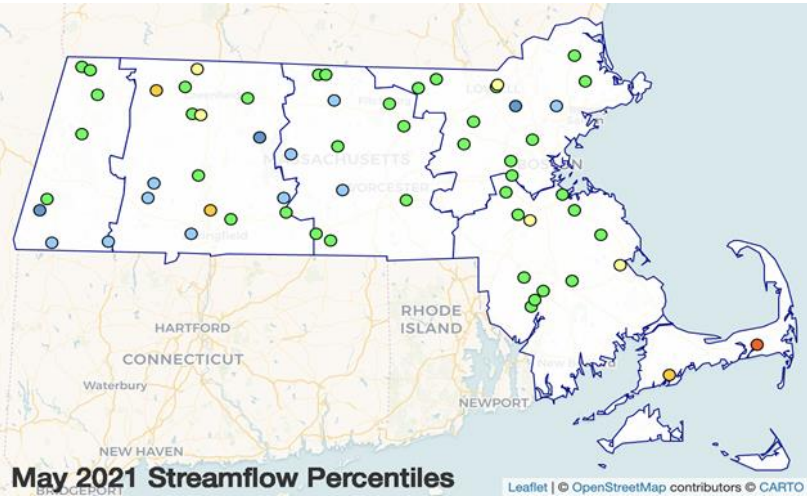 LOWELL
MASSACHUSETTS
BOSTON
WORCESTER
RHODE
ISLAND
HARTFORD
CONNECTICUT
Waterbury
NEWPORT
NEW HAVEN
May 2021 Streamflow Percentiles
BRIDGEPORT
Leaflet | © OpenStreetMap contributors © CARTO